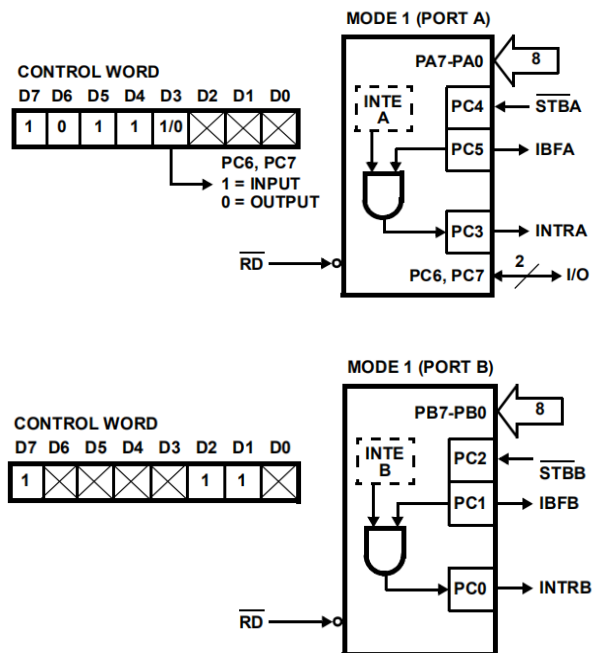 MODE 1 (PORT A)
CONTROL WORD
D7 D6 D5 D4 D3 D2 D1 D0
1 0 1 1 1/0
PC6, PC7
1 = INPUT
0 = OUTPUT
PA7-PA0
8
INTE
A
PC4
STBA
PC5
IBFA
PC3
INTRA
RD
PC6, PC7
2
I/O
MODE 1 (PORT B)
CONTROL WORD
D7 D6 D5 D4 D3 D2 D1 D0
1 1 1
PB7-PB0
8
INTE
B
PC2
STBB
PC1
IBFB
PC0
INTRB
RD